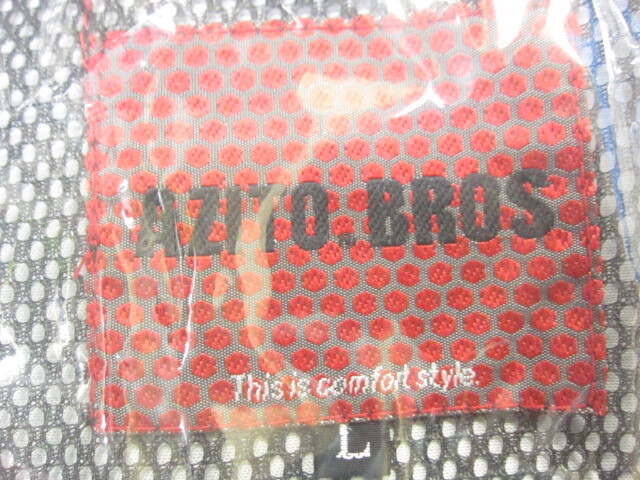 AZITO.BROS
This is comfort style.
L